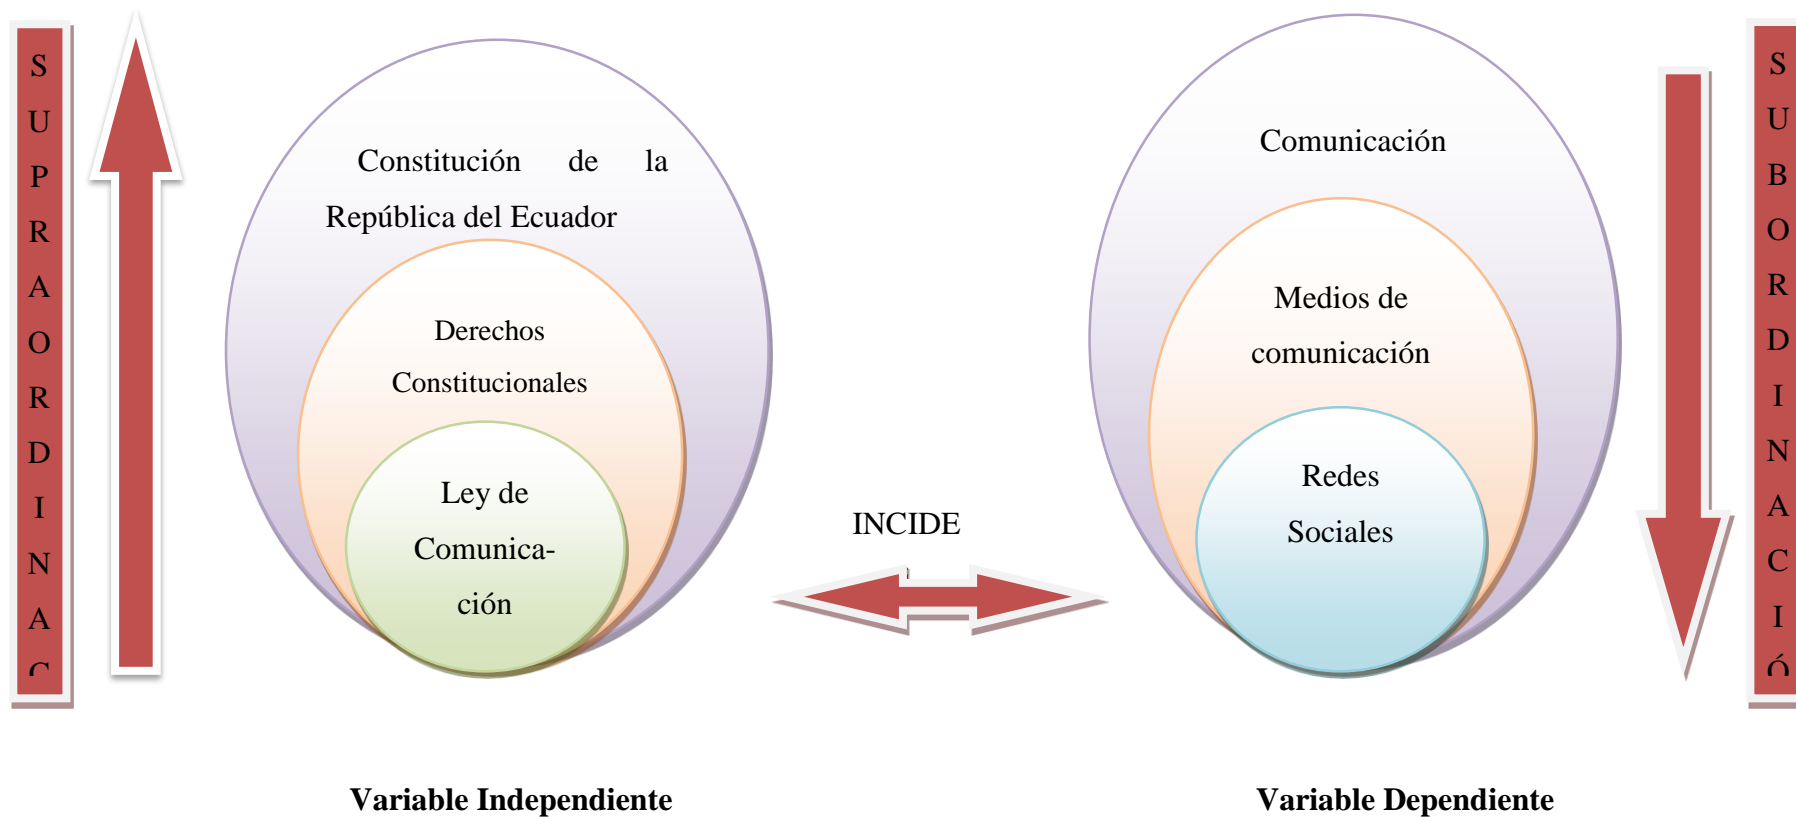 S
U
P
R
A
O
R
D
I
N
A
C
Constitución de la
República del Ecuador
Derechos
Constitucionales
Ley de
Comunica-
ción
INCIDE
Comunicación
Medios de
comunicación
Redes
Sociales
S
U
B
O
R
D
I
N
A
C
I
Ó
Variable Independiente
Variable Dependiente